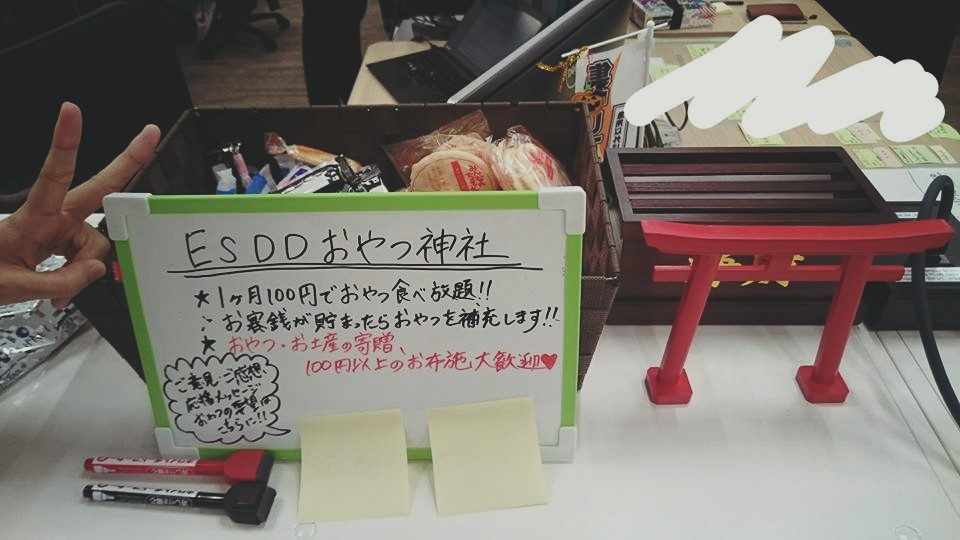 ESDDおやつ神社
★1ヶ月100円でおやつ食べ放題!!
お賽銭が貯まったらおやつを補充します!!
★おやつ・お土産の寄贈、
100円以上のお布施大歓迎♥
ご意見・ご感想
応援メッセージ
おやつの要望は
こちらに!!